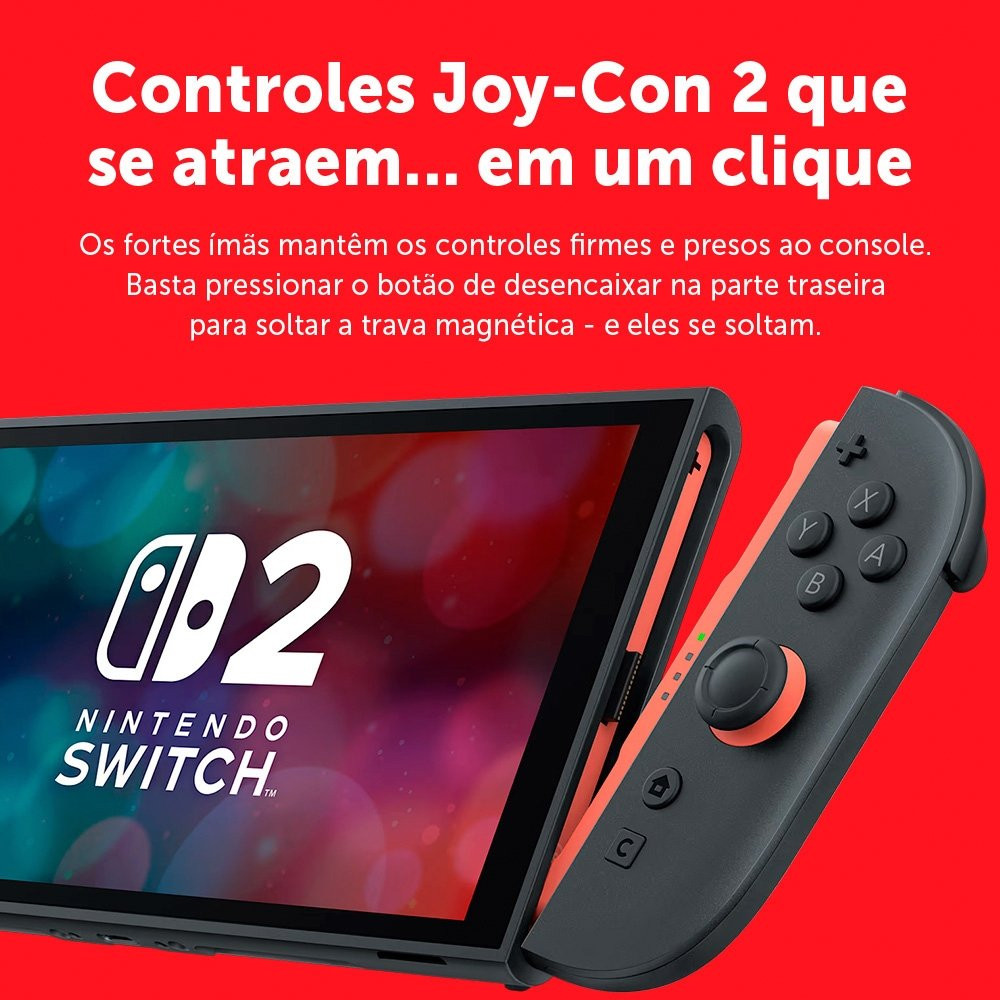 Controles Joy-Con 2 que
se atraem... em um clique
Os fortes ímãs mantêm os controles firmes e presos ao console.
Basta pressionar o botão de desencaixar na parte traseira
para soltar a trava magnética - e eles se soltam.
2
NINTENDO
SWITCH™
X
Y
A
B
C